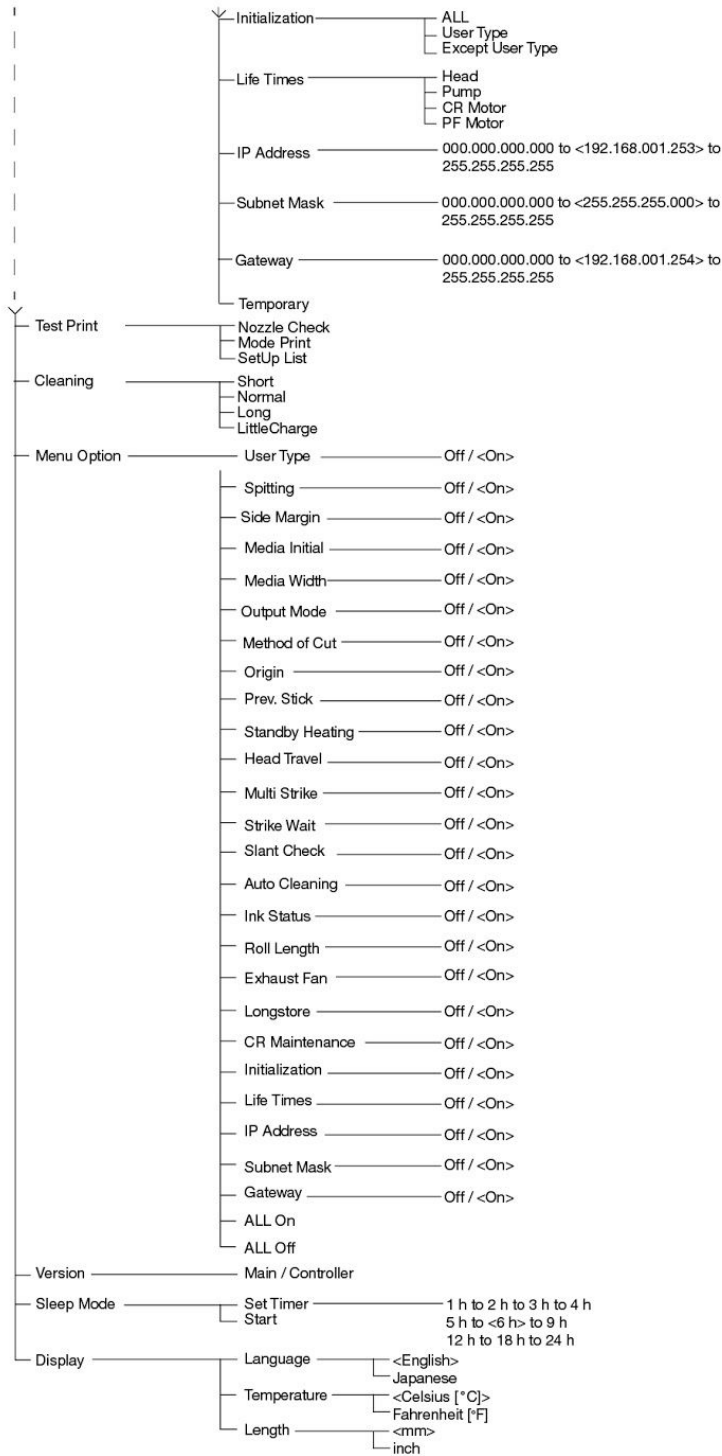 Initialization ALL
User Type
Except User Type
Life Times Head
Pump
CR Motor
PF Motor
IP Address 000.000.000.000 to <192.168.001.253> to
255.255.255.255
Subnet Mask 000.000.000.000 to <255.255.255.000> to
255.255.255.255
Gateway 000.000.000.000 to <192.168.001.254> to
255.255.255.255
Temporary
Test Print Nozzle Check
Mode Print
SetUp List
Cleaning Short
Normal
Long
LittleCharge
Menu Option User Type Off / <On>
Spitting Off / <On>
Side Margin Off / <On>
Media Initial Off / <On>
Media Width Off / <On>
Output Mode Off / <On>
Method of Cut Off / <On>
Origin Off / <On>
Prev. Stick Off / <On>
Standby Heating Off / <On>
Head Travel Off / <On>
Multi Strike Off / <On>
Strike Wait Off / <On>
Slant Check Off / <On>
Auto Cleaning Off / <On>
Ink Status Off / <On>
Roll Length Off / <On>
Exhaust Fan Off / <On>
Longstore Off / <On>
CR Maintenance Off / <On>
Initialization Off / <On>
Life Times Off / <On>
IP Address Off / <On>
Subnet Mask Off / <On>
Gateway Off / <On>
ALL On
ALL Off
Version Main / Controller
Sleep Mode Set Timer 1 h to 2 h to 3 h to 4 h
Start 5 h to <6 h> to 9 h
12 h to 18 h to 24 h
Display Language <English>
Japanese
Temperature <Celsius [°C]>
Fahrenheit [°F]
Length <mm>
inch